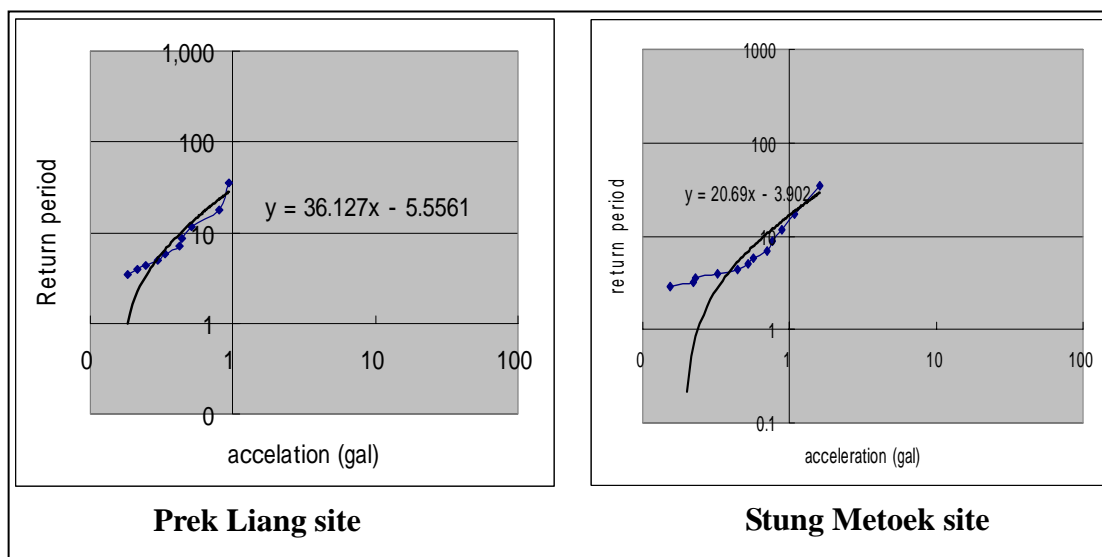 1,000
100
10
1
0
0
1
10
100
Return period
y = 36.127x - 5.5561
accelation (gal)
Prek Liang site
1000
100
10
1
0.1
0
1
10
100
return period
y = 20.69x - 3.902
acceleration (gal)
Stung Metoek site